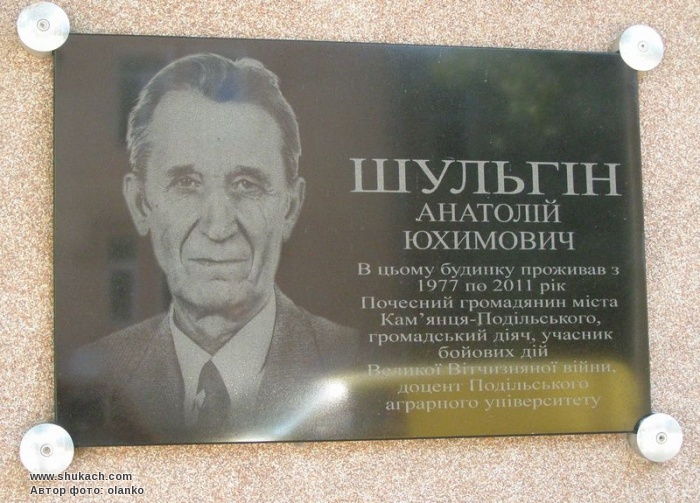 ШУЛЬГІН
АНАТОЛІЙ
ЮХИМОВИЧ
В цьому будинку проживав з
1977 по 2011 рік
Почесний громадянин міста
Кам'янця-Подільського,
громадський діяч, учасник
бойових дій
Великої Вітчизняної війни,
доцент Подільського
аграрного університету
www.shukach.com
Автор фото: olanko